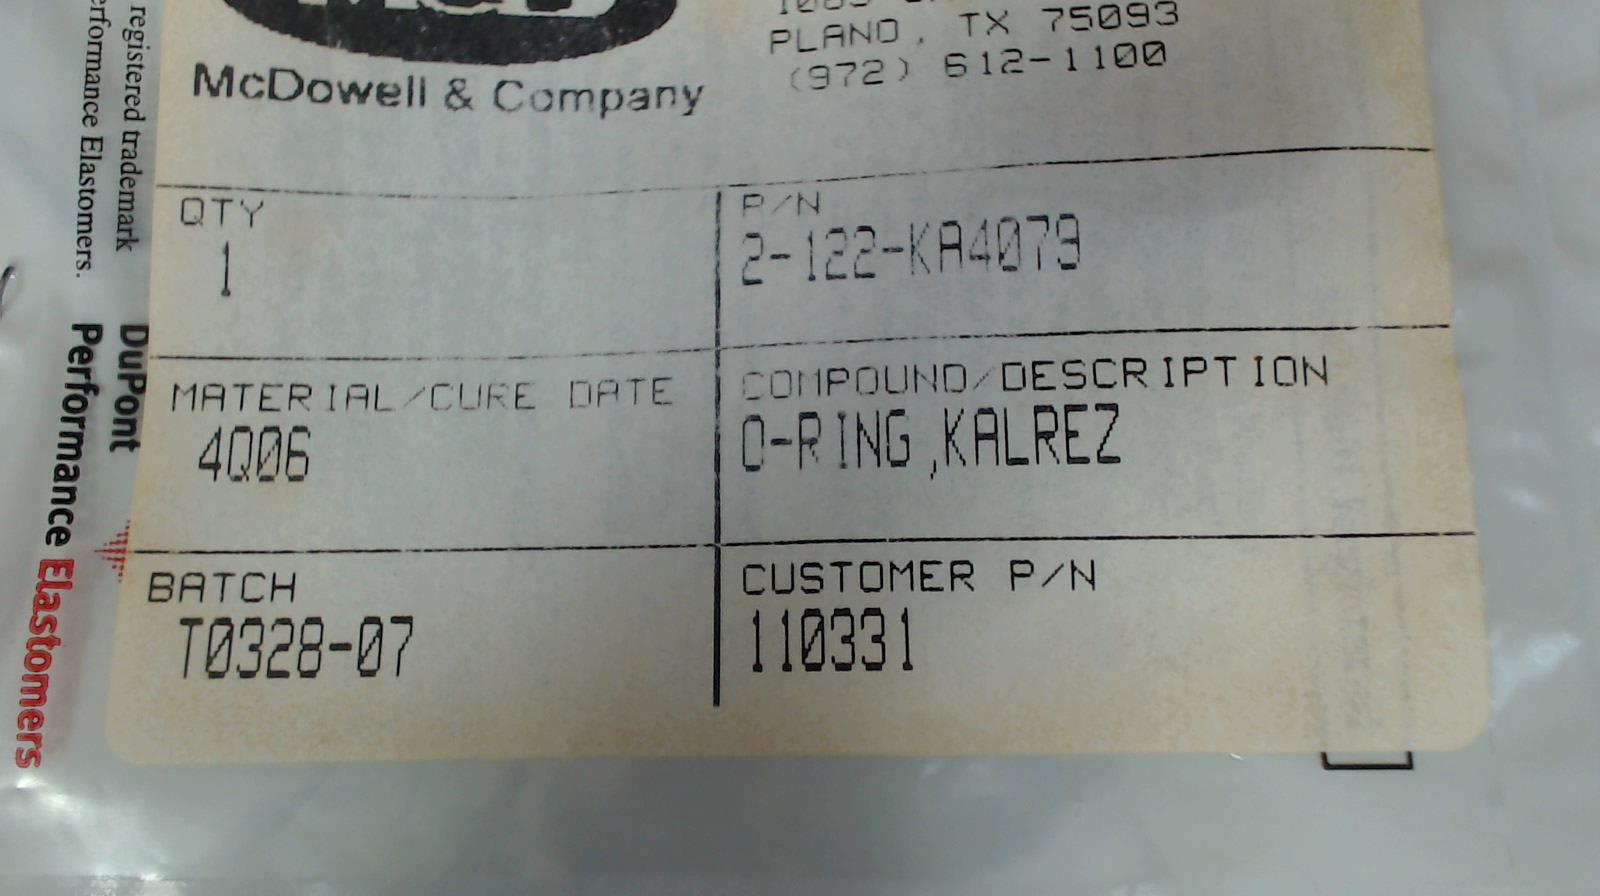 McDowell & Company
PLANO, TX 75093
(972) 612-1100
QTY
1
P/N
2-122-KA4079
MATERIAL/CURE DATE
4Q06
COMPOUND/DESCRIPTION
O-RING,KALREZ
BATCH
T0328-07
CUSTOMER P/N
110331
registered trademark
Elastomers.
DuPont
Performance Elastomers